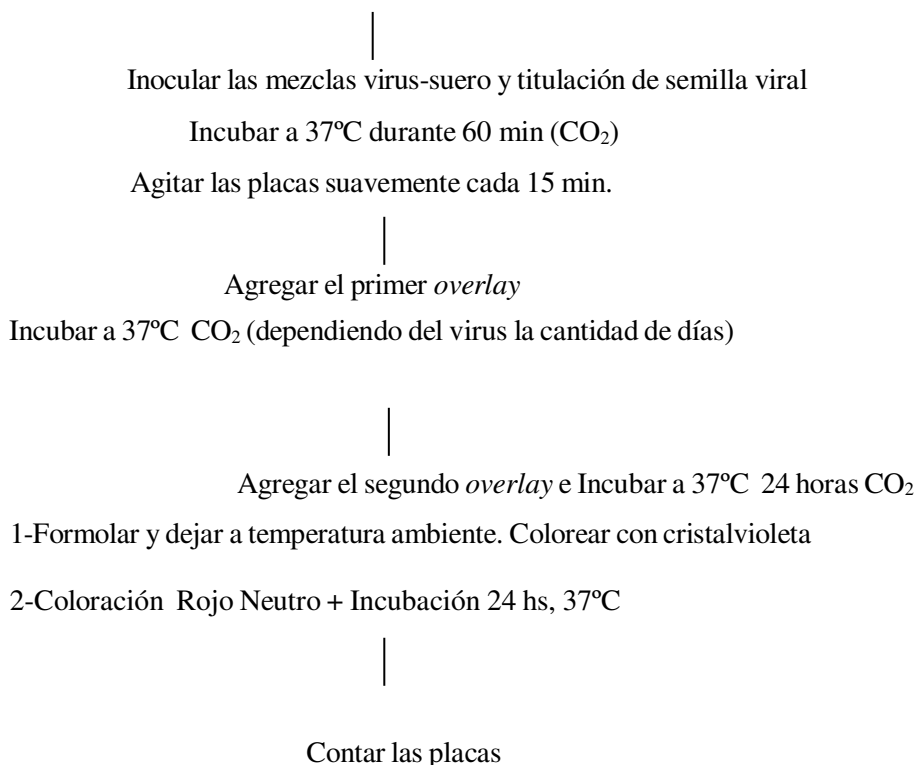 Inocular las mezclas virus-suero y titulación de semilla viral
Incubar a 37ºC durante 60 min (CO₂)
Agitar las placas suavemente cada 15 min.
Agregar el primer overlay
Incubar a 37ºC CO₂ (dependiendo del virus la cantidad de días)
Agregar el segundo overlay e Incubar a 37ºC 24 horas CO₂
1-Formolar y dejar a temperatura ambiente. Colorear con cristalvioleta
2-Coloración Rojo Neutro + Incubación 24 hs, 37ºC
Contar las placas